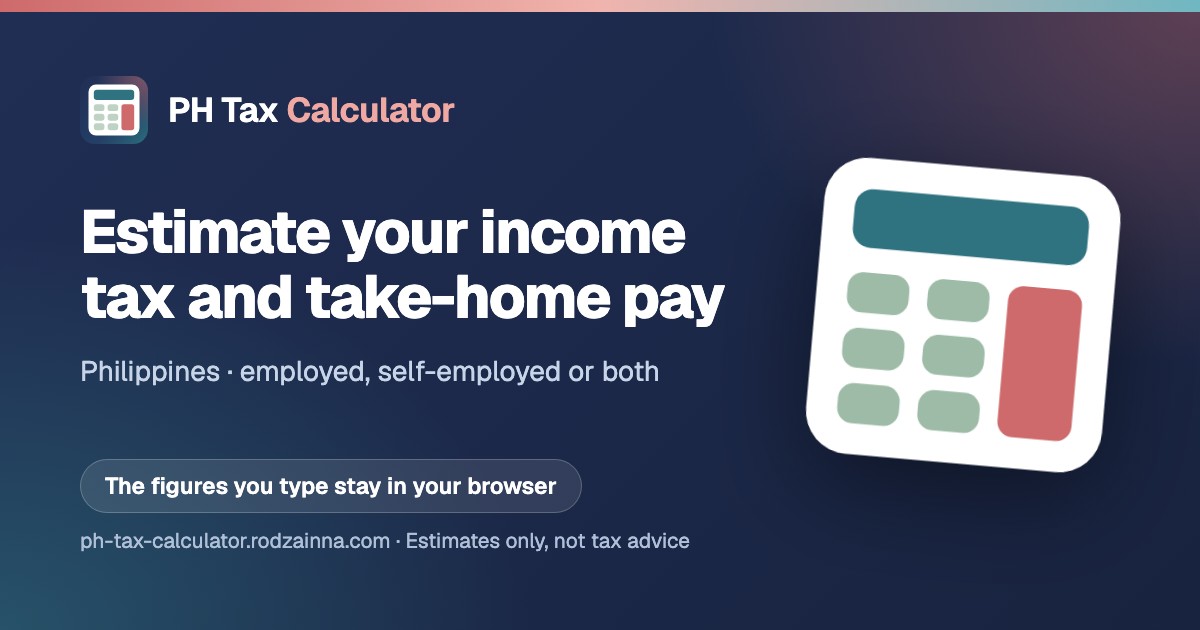 PH Tax Calculator
Estimate your income
tax and take-home pay
Philippines · employed, self-employed or both
The figures you type stay in your browser
ph-tax-calculator.rodzainna.com · Estimates only, not tax advice